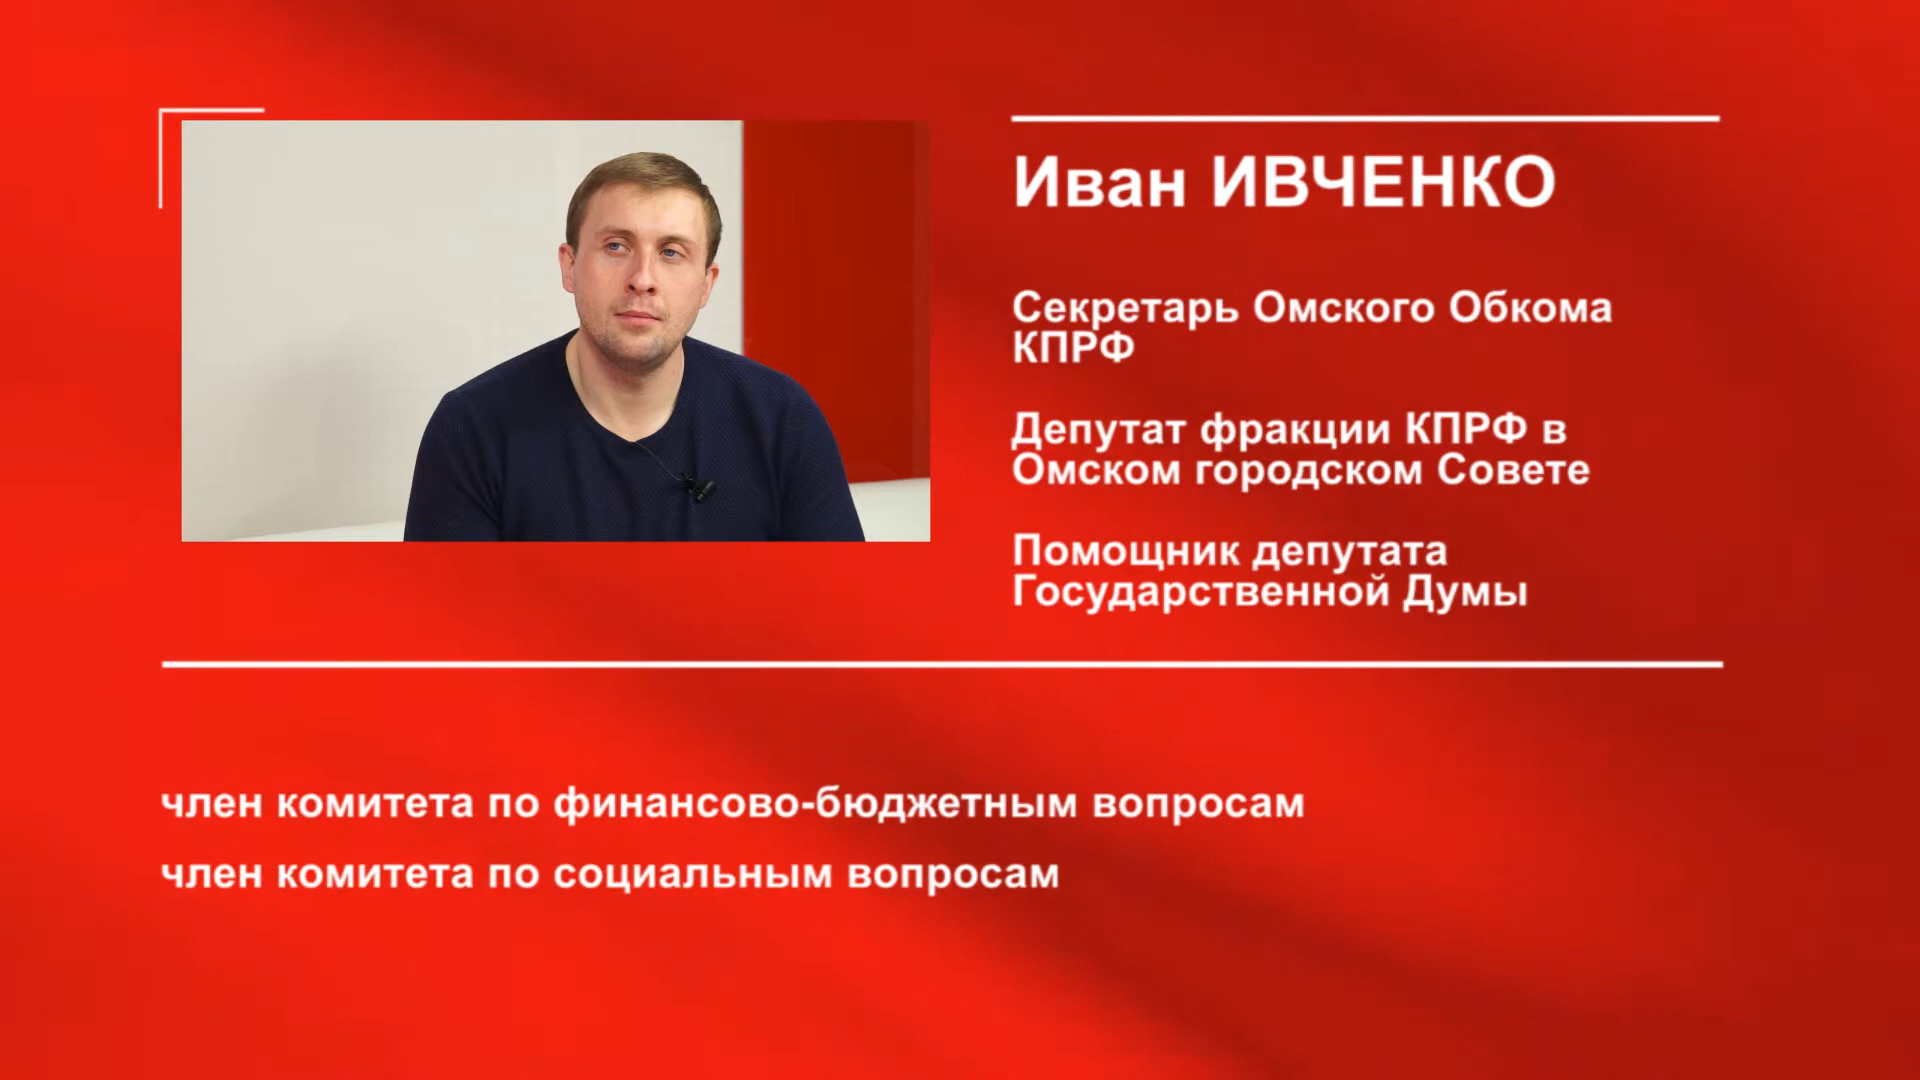 Иван ИВЧЕНКО
Секретарь Омского Обкома
КПРФ
Депутат фракции КПРФ в
Омском городском Совете
Помощник депутата
Государственной Думы
член комитета по финансово-бюджетным вопросам
член комитета по социальным вопросам